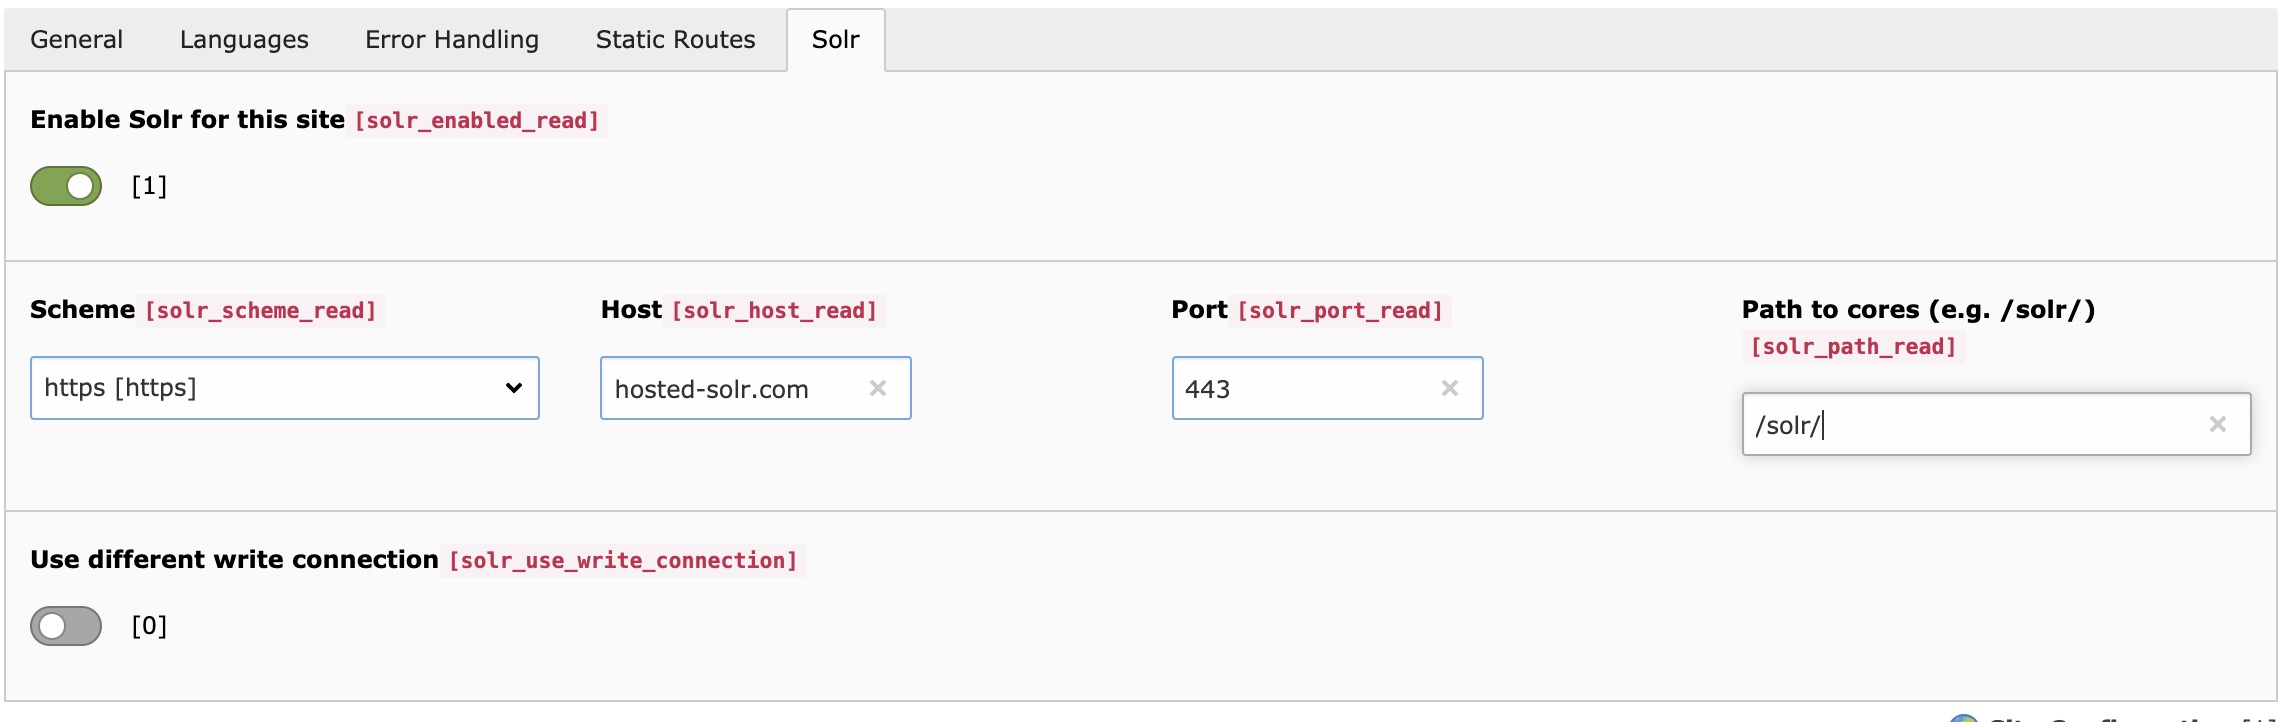 General Languages Error Handling Static Routes Solr
Enable Solr for this site [solr_enabled_read]
[1]
Scheme [solr_scheme_read] Host [solr_host_read] Port [solr_port_read] Path to cores (e.g. /solr/)
[solr_path_read]
https [https] hosted-solr.com 443 /solr/
Use different write connection [solr_use_write_connection]
[0]